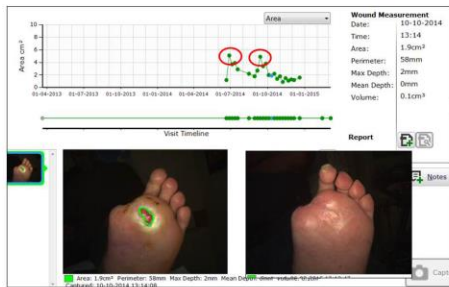 Area
Wound Measurement
Date: 10-10-2014
Time: 13:14
Area: 1.9cm²
Perimeter: 58mm
Max Depth: 2mm
Mean Depth: 0mm
Volume: 0.1cm³
Area cm²
10
8
6
4
2
0
01-04-2013 01-07-2013 01-10-2013 01-01-2014 01-04-2014 01-07-2014 01-10-2014 01-01-2015
Visit Timeline
Report
Notes
Capt
Area: 1.9cm² Perimeter: 58mm Max Depth: 2mm Mean Depth: 0mm
Captured: 10-10-2014 13:14:08